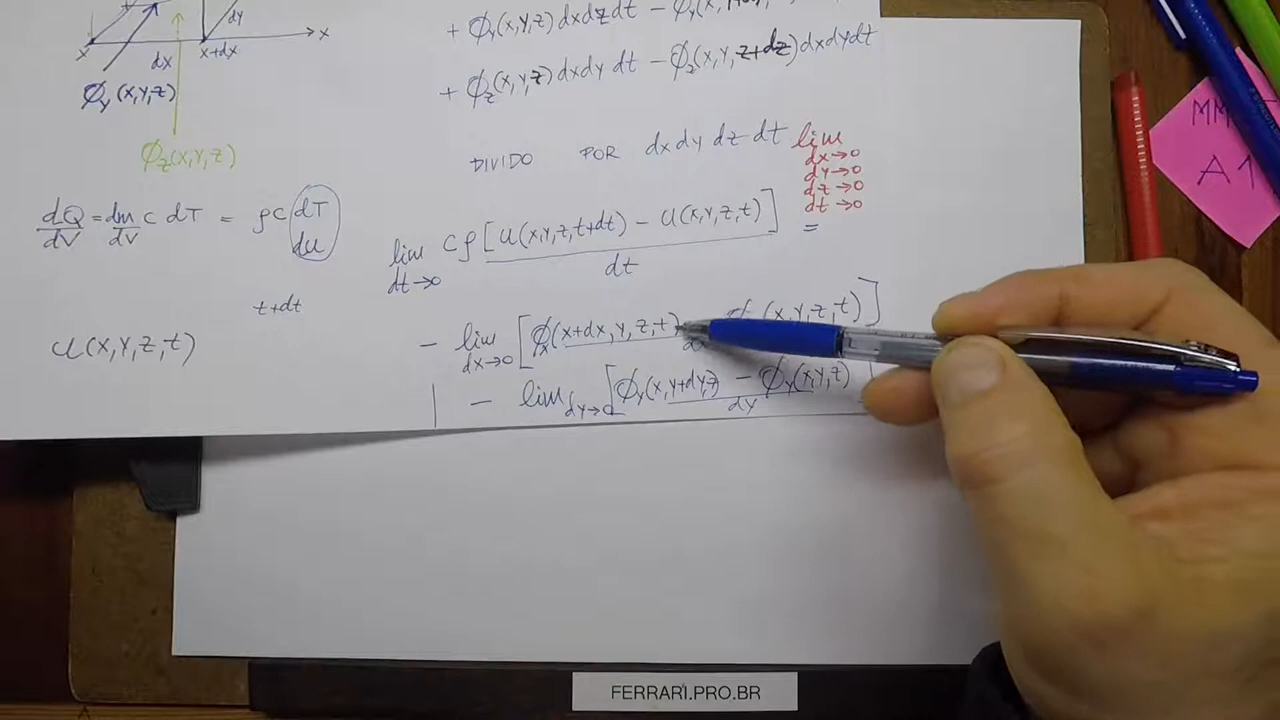 dy
x
x
x+dx
dx
ϕy(x,y,z)
ϕz(x,y,z)
+ ϕy(x,y,z) dxdzdt − ϕy(x,
+ ϕz(x,y,z) dxdy dt − ϕz(x,y,z+dz)dxdydt
DIVIDO POR dxdy dz dt lim
dx→0
dy→0
dz→0
dt→0
dQ/dV = dm/dV c dT = ρc dT
du
lim dt→0 cρ[u(x,y,z,t+dt) − u(x,y,z,t)] / dt =
t+dt
u(x,y,z,t)
− lim dx→0 [ϕx(x+dx,y,z,t) (x,y,z,t)]
− lim dy→0 [ϕy(x,y+dy,z − ϕy(x,y,z) / dy
MM
A1
FERRARI.PRO.BR